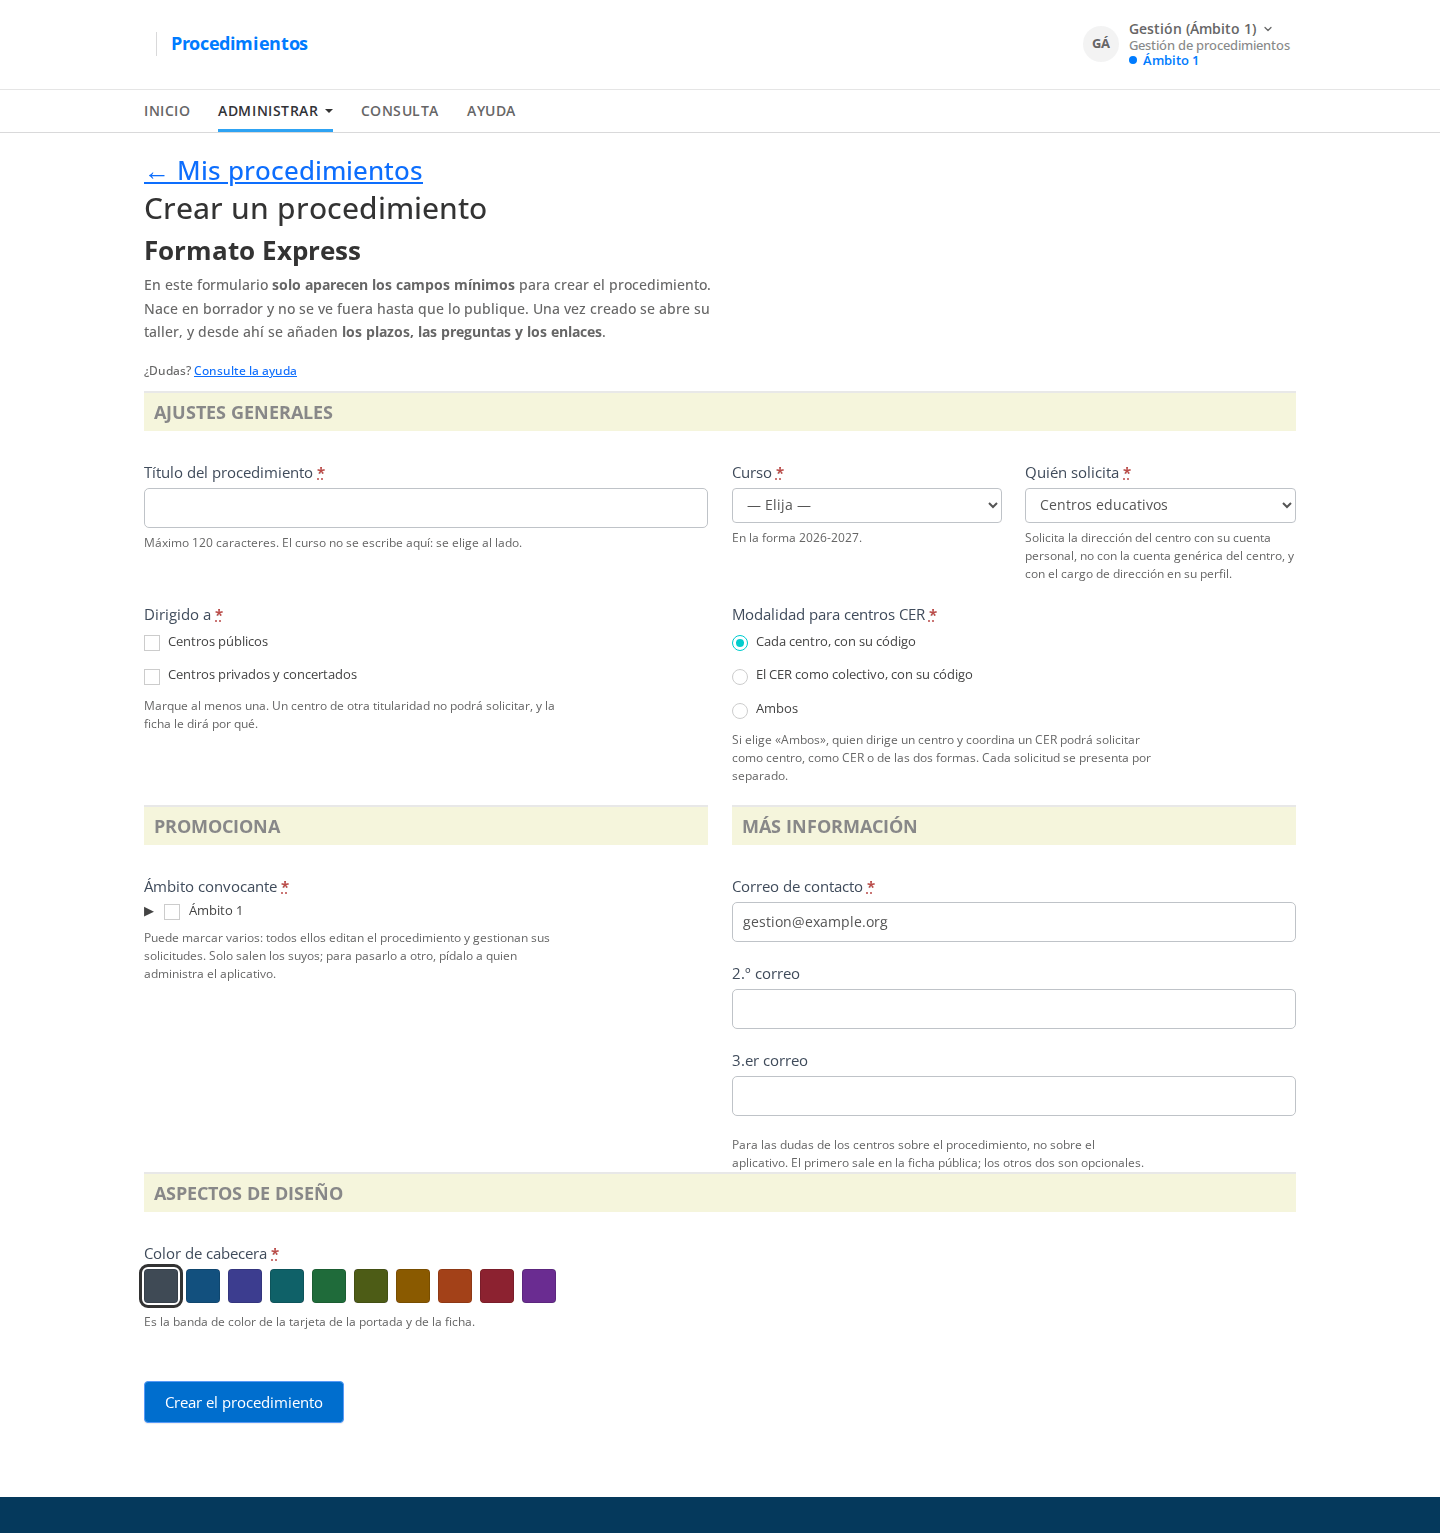 Procedimientos
GÁ
Gestión (Ámbito 1)
Gestión de procedimientos
Ámbito 1
INICIO
ADMINISTRAR
CONSULTA
AYUDA
← Mis procedimientos
Crear un procedimiento
Formato Express
En este formulario solo aparecen los campos mínimos para crear el procedimiento.
Nace en borrador y no se ve fuera hasta que lo publique. Una vez creado se abre su
taller, y desde ahí se añaden los plazos, las preguntas y los enlaces.
¿Dudas? Consulte la ayuda
AJUSTES GENERALES
Título del procedimiento *
Máximo 120 caracteres. El curso no se escribe aquí: se elige al lado.
Curso *
— Elija —
En la forma 2026-2027.
Quién solicita *
Centros educativos
Solicita la dirección del centro con su cuenta
personal, no con la cuenta genérica del centro, y
con el cargo de dirección en su perfil.
Dirigido a *
Centros públicos
Centros privados y concertados
Marque al menos una. Un centro de otra titularidad no podrá solicitar, y la
ficha le dirá por qué.
Modalidad para centros CER *
Cada centro, con su código
El CER como colectivo, con su código
Ambos
Si elige «Ambos», quien dirige un centro y coordina un CER podrá solicitar
como centro, como CER o de las dos formas. Cada solicitud se presenta por
separado.
PROMOCIONA
Ámbito convocante *
▶ Ámbito 1
Puede marcar varios: todos ellos editan el procedimiento y gestionan sus
solicitudes. Solo salen los suyos; para pasarlo a otro, pídalo a quien
administra el aplicativo.
MÁS INFORMACIÓN
Correo de contacto *
gestion@example.org
2.º correo
3.er correo
Para las dudas de los centros sobre el procedimiento, no sobre el
aplicativo. El primero sale en la ficha pública; los otros dos son opcionales.
ASPECTOS DE DISEÑO
Color de cabecera *
Es la banda de color de la tarjeta de la portada y de la ficha.
Crear el procedimiento